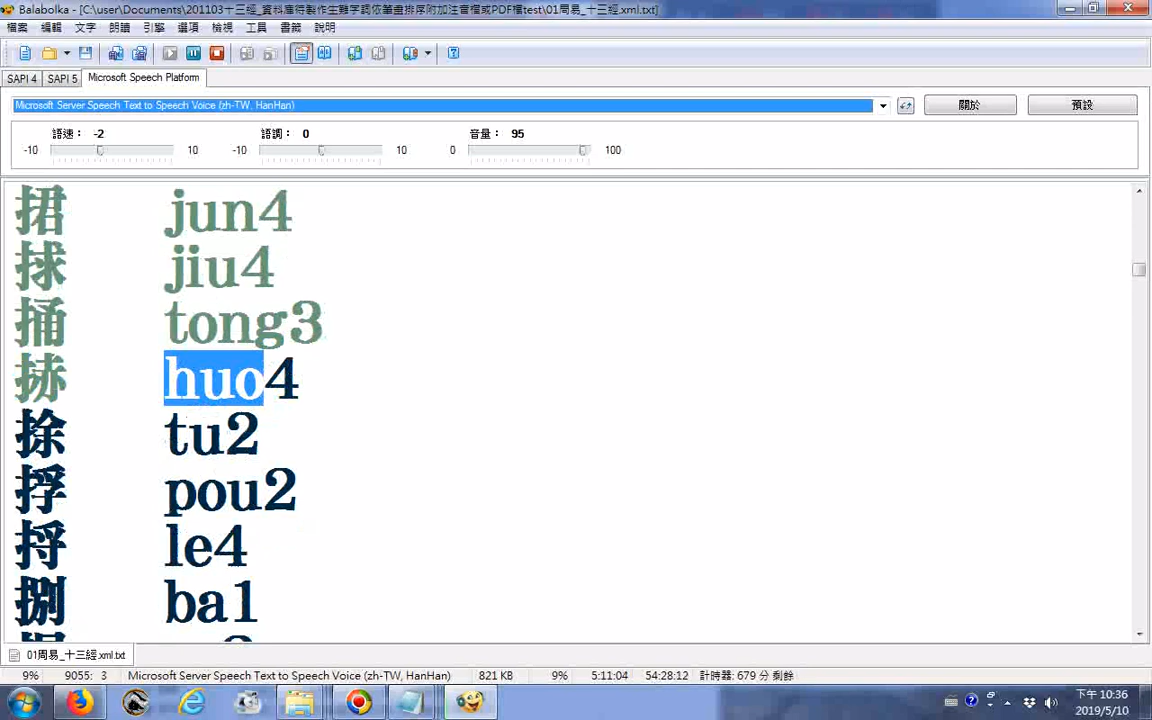 Balabolka - [C:\user\Documents\201103十三經_資料庫待製作生難字詞依筆畫排序附加注音檔或PDF檔test\01周易_十三經.xml.txt]
檔案 編輯 文字 朗讀 引擎 選項 檢視 工具 書籤 說明
SAPI 4 SAPI 5 Microsoft Speech Platform
Microsoft Server Speech Text to Speech Voice (zh-TW, HanHan) 關於 預設
語速： -2 語調： 0 音量： 95
-10 10 -10 10 0 100
捃 jun4
捄 jiu4
捅 tong3
捇 huo4
捈 tu2
捊 pou2
捋 le4
捌 ba1
01周易_十三經.xml.txt
9% 9055: 3 Microsoft Server Speech Text to Speech Voice (zh-TW, HanHan) 821 KB 9% 5:11:04 54:28:12 計時器: 679 分 剩餘
下午 10:36
2019/5/10